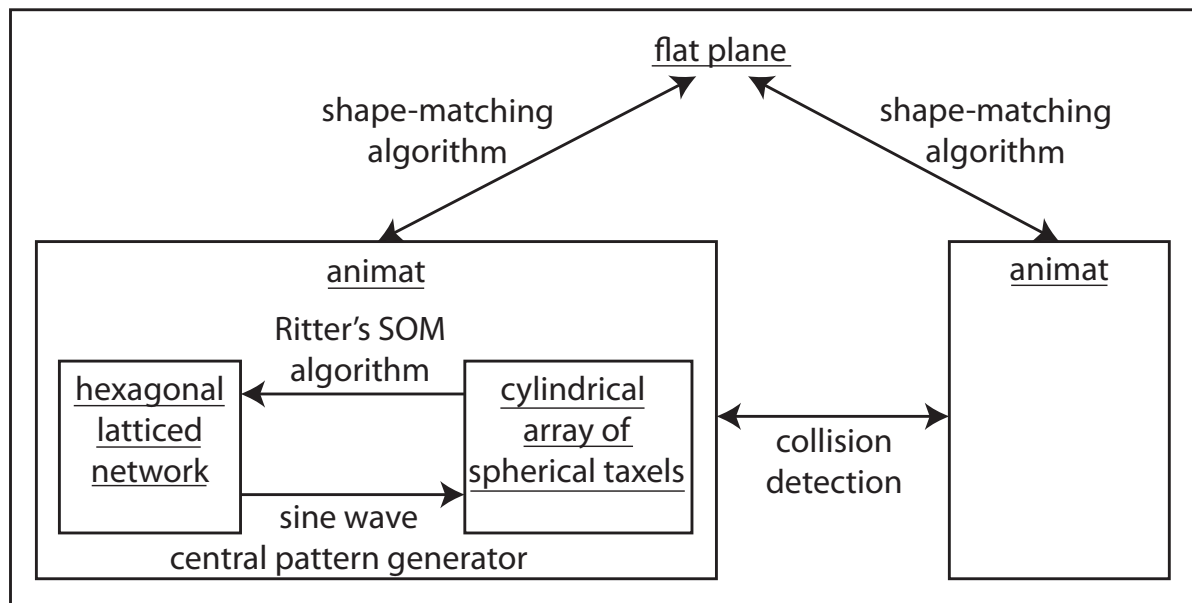 flat plane
shape-matching
algorithm
shape-matching
algorithm
animat
animat
Ritter’s SOM
algorithm
hexagonal
latticed
network
cylindrical
array of
spherical taxels
collision
detection
sine wave
central pattern generator